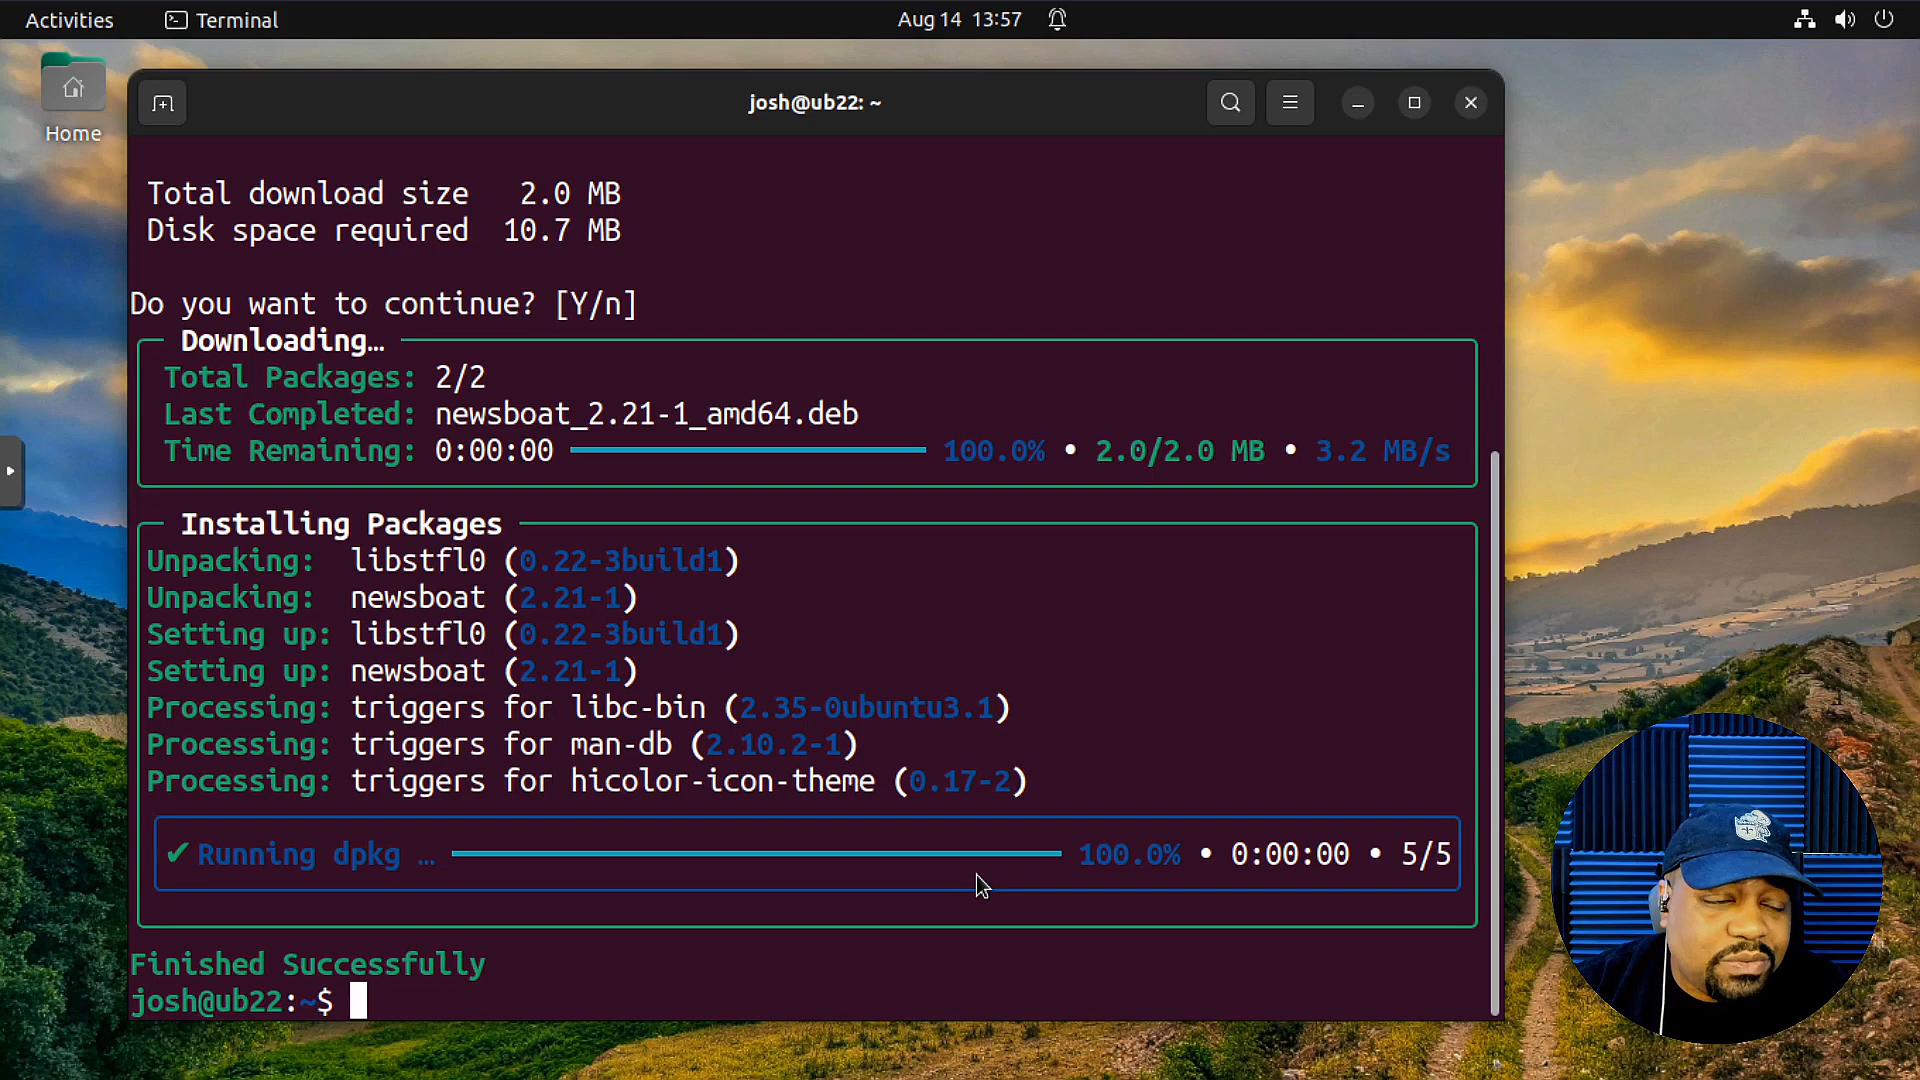 Activities
Terminal
Aug 14 13:57
Home
josh@ub22: ~
Total download size 2.0 MB
Disk space required 10.7 MB
Do you want to continue? [Y/n]
Downloading…
Total Packages: 2/2
Last Completed: newsboat_2.21-1_amd64.deb
Time Remaining: 0:00:00 100.0% • 2.0/2.0 MB • 3.2 MB/s
Installing Packages
Unpacking: libstfl0 (0.22-3build1)
Unpacking: newsboat (2.21-1)
Setting up: libstfl0 (0.22-3build1)
Setting up: newsboat (2.21-1)
Processing: triggers for libc-bin (2.35-0ubuntu3.1)
Processing: triggers for man-db (2.10.2-1)
Processing: triggers for hicolor-icon-theme (0.17-2)
✔ Running dpkg … 100.0% • 0:00:00 • 5/5
Finished Successfully
josh@ub22:~$